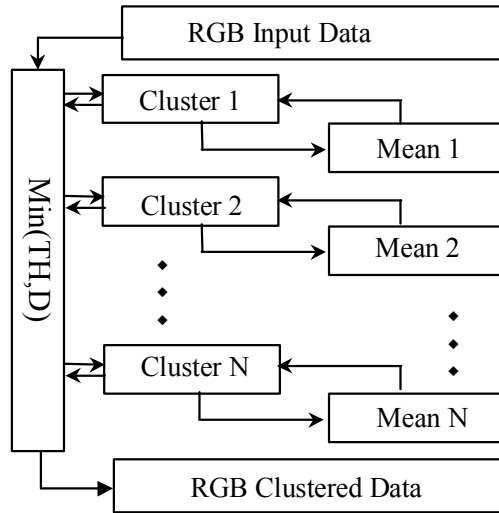 RGB Input Data
Min(TH,D)
Cluster 1
Mean 1
Cluster 2
Mean 2
Cluster N
Mean N
RGB Clustered Data